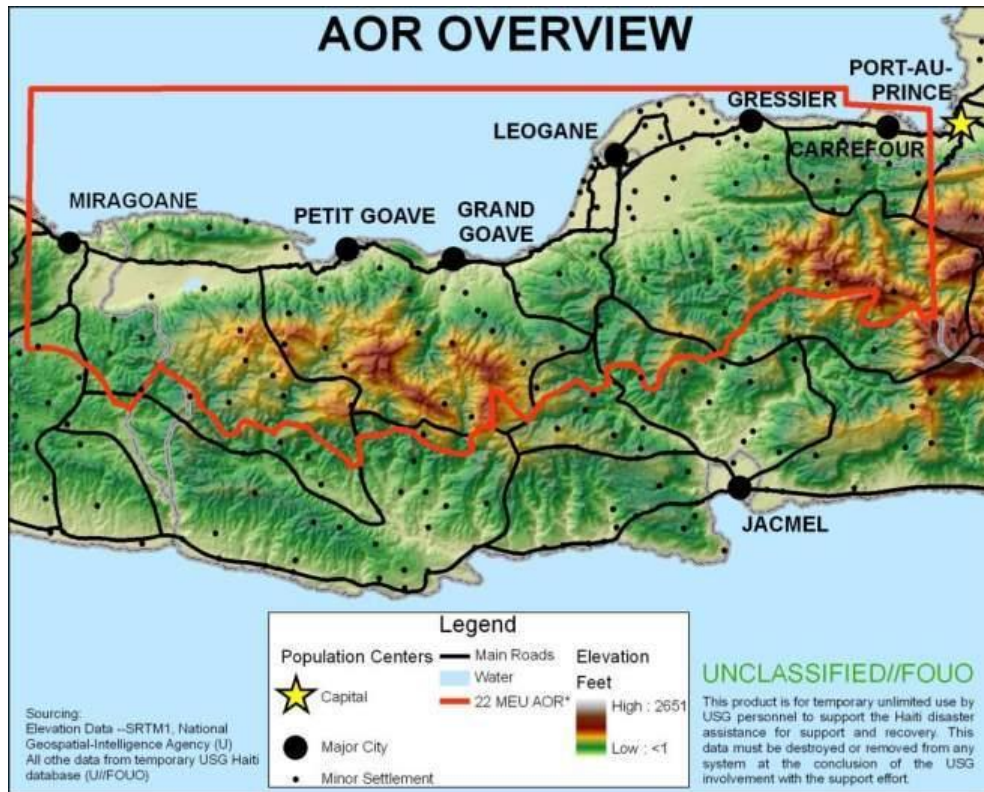 AOR OVERVIEW
PORT-AU-
PRINCE
GRESSIER
LEOGANE
CARREFOUR
MIRAGOANE
PETIT GOAVE
GRAND
GOAVE
JACMEL
Legend
Population Centers
Capital
Major City
Minor Settlement
Main Roads
Water
22 MEU AOR*
Elevation
Feet
High : 2651
Low : <1
Sourcing:
Elevation Data --SRTM1, National
Geospatial-Intelligence Agency (U)
All othe data from temporary USG Haiti
database (U//FOUO)
UNCLASSIFIED//FOUO
This product is for temporary unlimited use by
USG personnel to support the Haiti disaster
assistance for support and recovery. This
data must be destroyed or removed from any
system at the conclusion of the USG
involvement with the support effort.